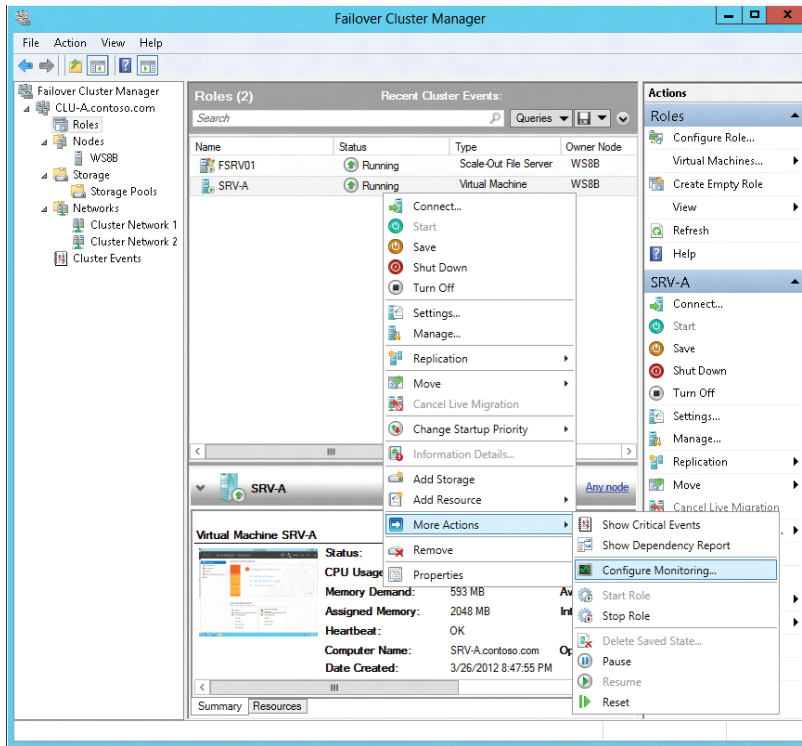 Failover Cluster Manager
File Action View Help
Failover Cluster Manager
CLU-A.contoso.com
Roles
Nodes
WS8B
Storage
Storage Pools
Networks
Cluster Network 1
Cluster Network 2
Cluster Events
Roles (2) Recent Cluster Events:
Search Queries
Name Status Type Owner Node
FSRV01 Running Scale-Out File Server WS8B
SRV-A Running Virtual Machine WS8B
Connect...
Start
Save
Shut Down
Turn Off
Settings...
Manage...
Replication
Move
Cancel Live Migration
Change Startup Priority
Information Details...
Add Storage
Add Resource
More Actions
Remove
Properties
Show Critical Events
Show Dependency Report
Configure Monitoring...
Start Role
Stop Role
Delete Saved State...
Pause
Resume
Reset
SRV-A Any node
Virtual Machine SRV-A
Status:
CPU Usage
Memory Demand: 593 MB Av
Assigned Memory: 2048 MB Int
Heartbeat: OK
Computer Name: SRV-A.contoso.com Op
Date Created: 3/26/2012 8:47:55 PM
Summary Resources
Actions
Roles
Configure Role...
Virtual Machines...
Create Empty Role
View
Refresh
Help
SRV-A
Connect...
Start
Save
Shut Down
Turn Off
Settings...
Manage...
Replication
Move
Cancel Live Migration